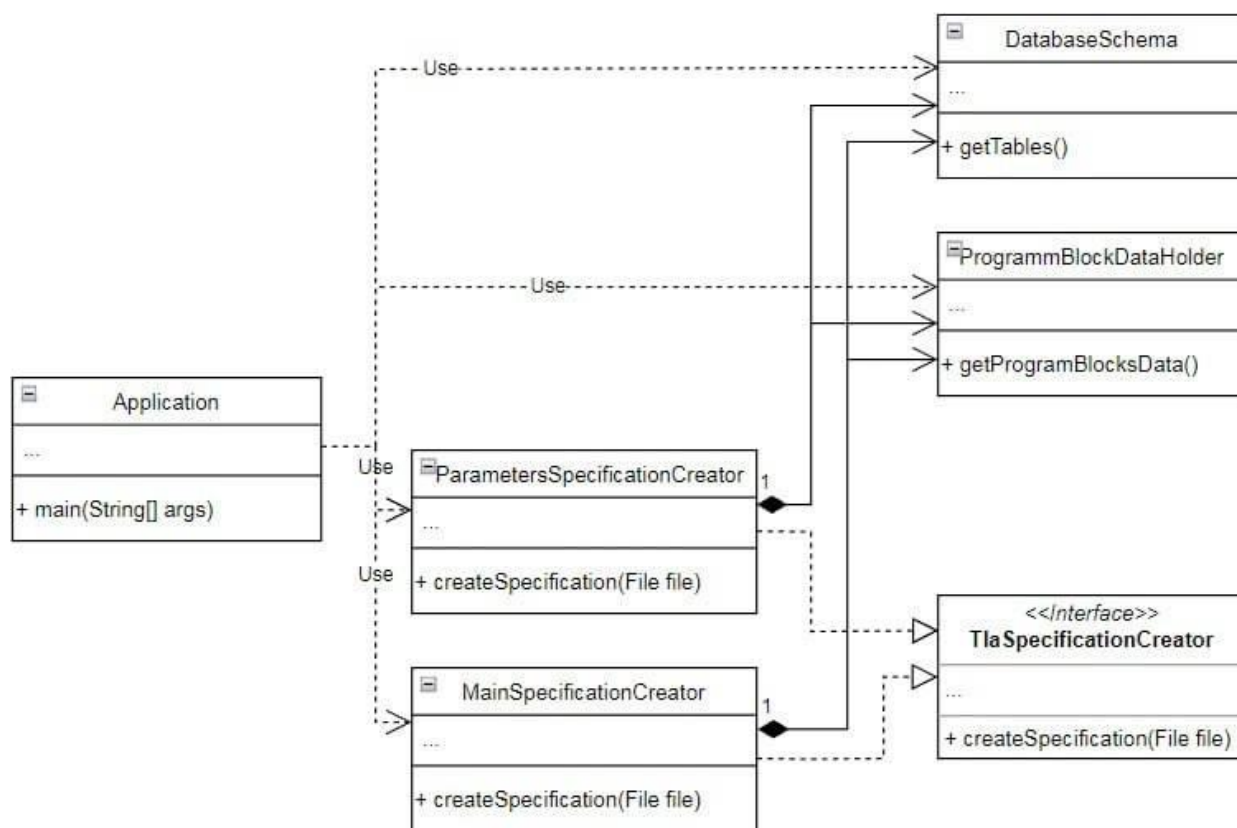 DatabaseSchema
...
+ getTables()
Use
ProgrammBlockDataHolder
...
+ getProgramBlocksData()
Use
Application
...
+ main(String[] args)
Use
Use
ParametersSpecificationCreator
...
+ createSpecification(File file)
1
MainSpecificationCreator
...
+ createSpecification(File file)
1
<<Interface>>
TlaSpecificationCreator
...
+ createSpecification(File file)